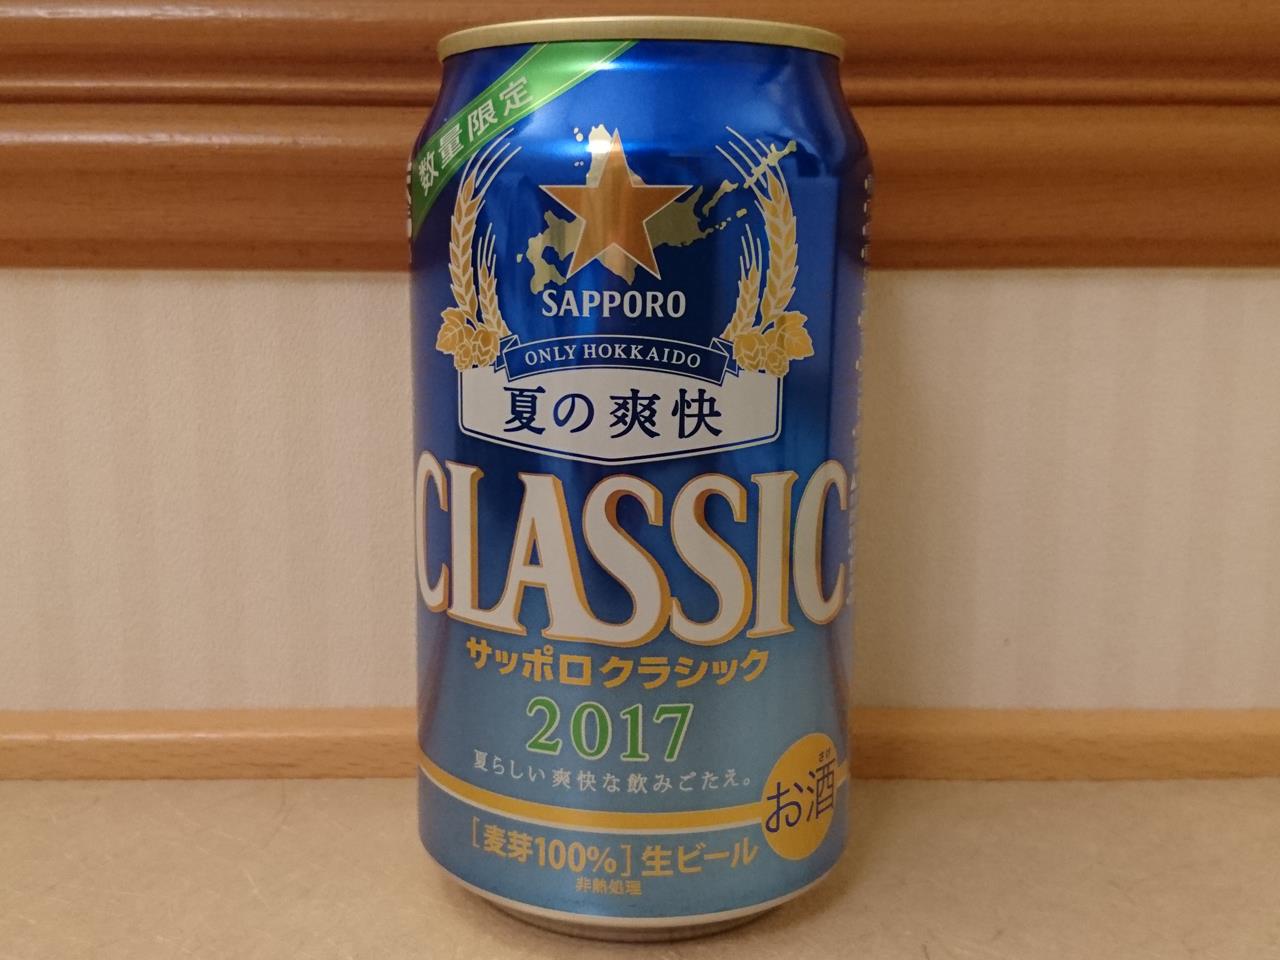 数量限定
SAPPORO
ONLY HOKKAIDO
夏の爽快
CLASSIC
サッポロクラシック
2017
夏らしい爽快な飲みごたえ。
さけ
お酒
[麦芽100%]生ビール
非熱処理